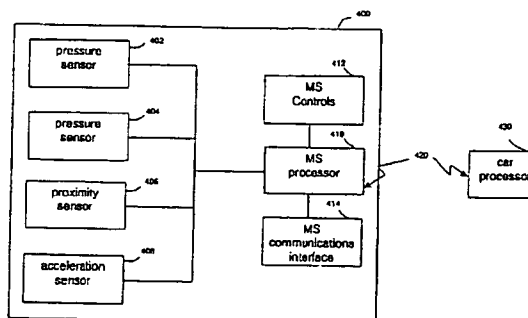 400
pressure
sensor
402
pressure
sensor
404
proximity
sensor
406
acceleration
sensor
408
MS
Controls
412
MS
processor
410
MS
communications
interface
414
420
430
car
processor